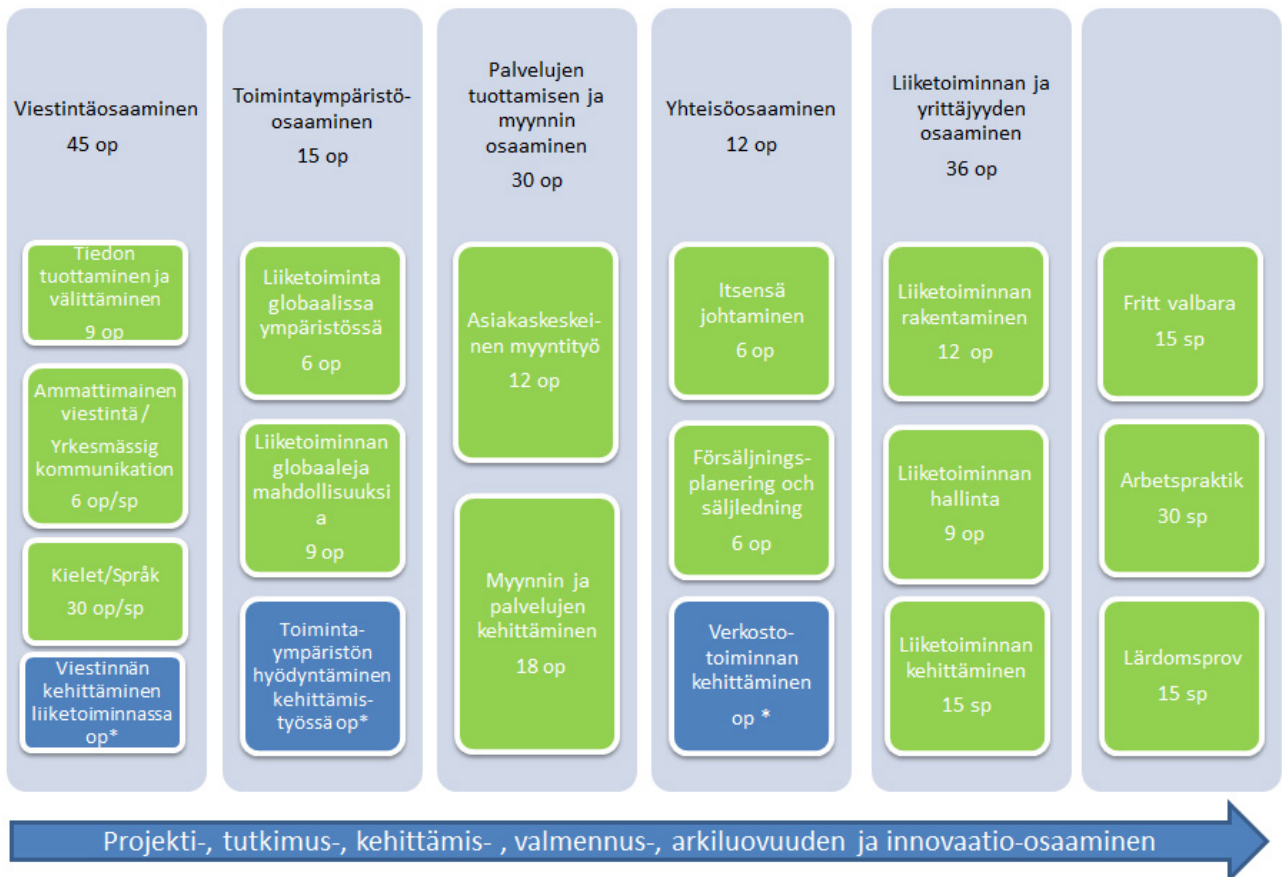 Viestintäosaaminen
45 op
Tiedon
tuottaminen ja
välittäminen
9 op
Ammattimainen
viestintä /
Yrkesmässig
kommunikation
6 op/sp
Kielet/Språk
30 op/sp
Viestinnän
kehittäminen
liiketoiminnassa
op*
Toimintaympäristö-
osaaminen
15 op
Liiketoiminta
globaalissa
ympäristössä
6 op
Liiketoiminnan
globaaleja
mahdollisuuksi
a
9 op
Toiminta-
ympäristön
hyödyntäminen
kehittämis-
työssä op*
Palvelujen
tuottamisen ja
myynnin
osaaminen
30 op
Asiakaskeskei-
nen myyntityö
12 op
Myynnin ja
palvelujen
kehittäminen
18 op
Yhteisöosaaminen
12 op
Itsensä
johtaminen
6 op
Försäljnings-
planering och
säljledning
6 op
Verkosto-
toiminnan
kehittäminen
op *
Liiketoiminnan ja
yrittäjyyden
osaaminen
36 op
Liiketoiminnan
rakentaminen
12 op
Liiketoiminnan
hallinta
9 op
Liiketoiminnan
kehittäminen
15 sp
Fritt valbara
15 sp
Arbetspraktik
30 sp
Lärdomsprov
15 sp
Projekti-, tutkimus-, kehittämis- , valmennus-, arkiluovuuden ja innovaatio-osaaminen